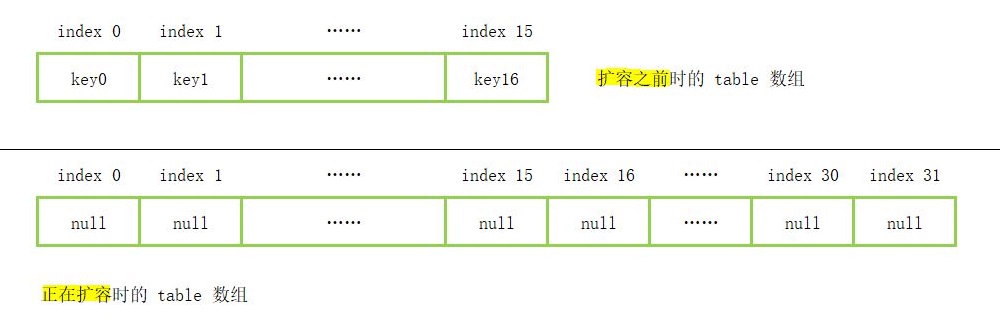 index 0 index 1 …… index 15
key0 key1 …… key16 扩容之前时的 table 数组
index 0 index 1 …… index 15 index 16 …… index 30 index 31
null null …… null null …… null null
正在扩容时的 table 数组